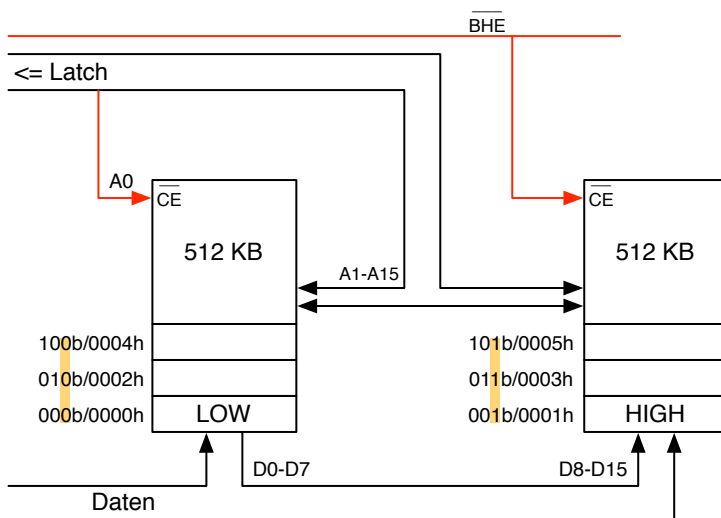 BHE
<= Latch
A0
CE
CE
512 KB
512 KB
A1-A15
100b/0004h
101b/0005h
010b/0002h
011b/0003h
000b/0000h
LOW
001b/0001h
HIGH
D0-D7
D8-D15
Daten